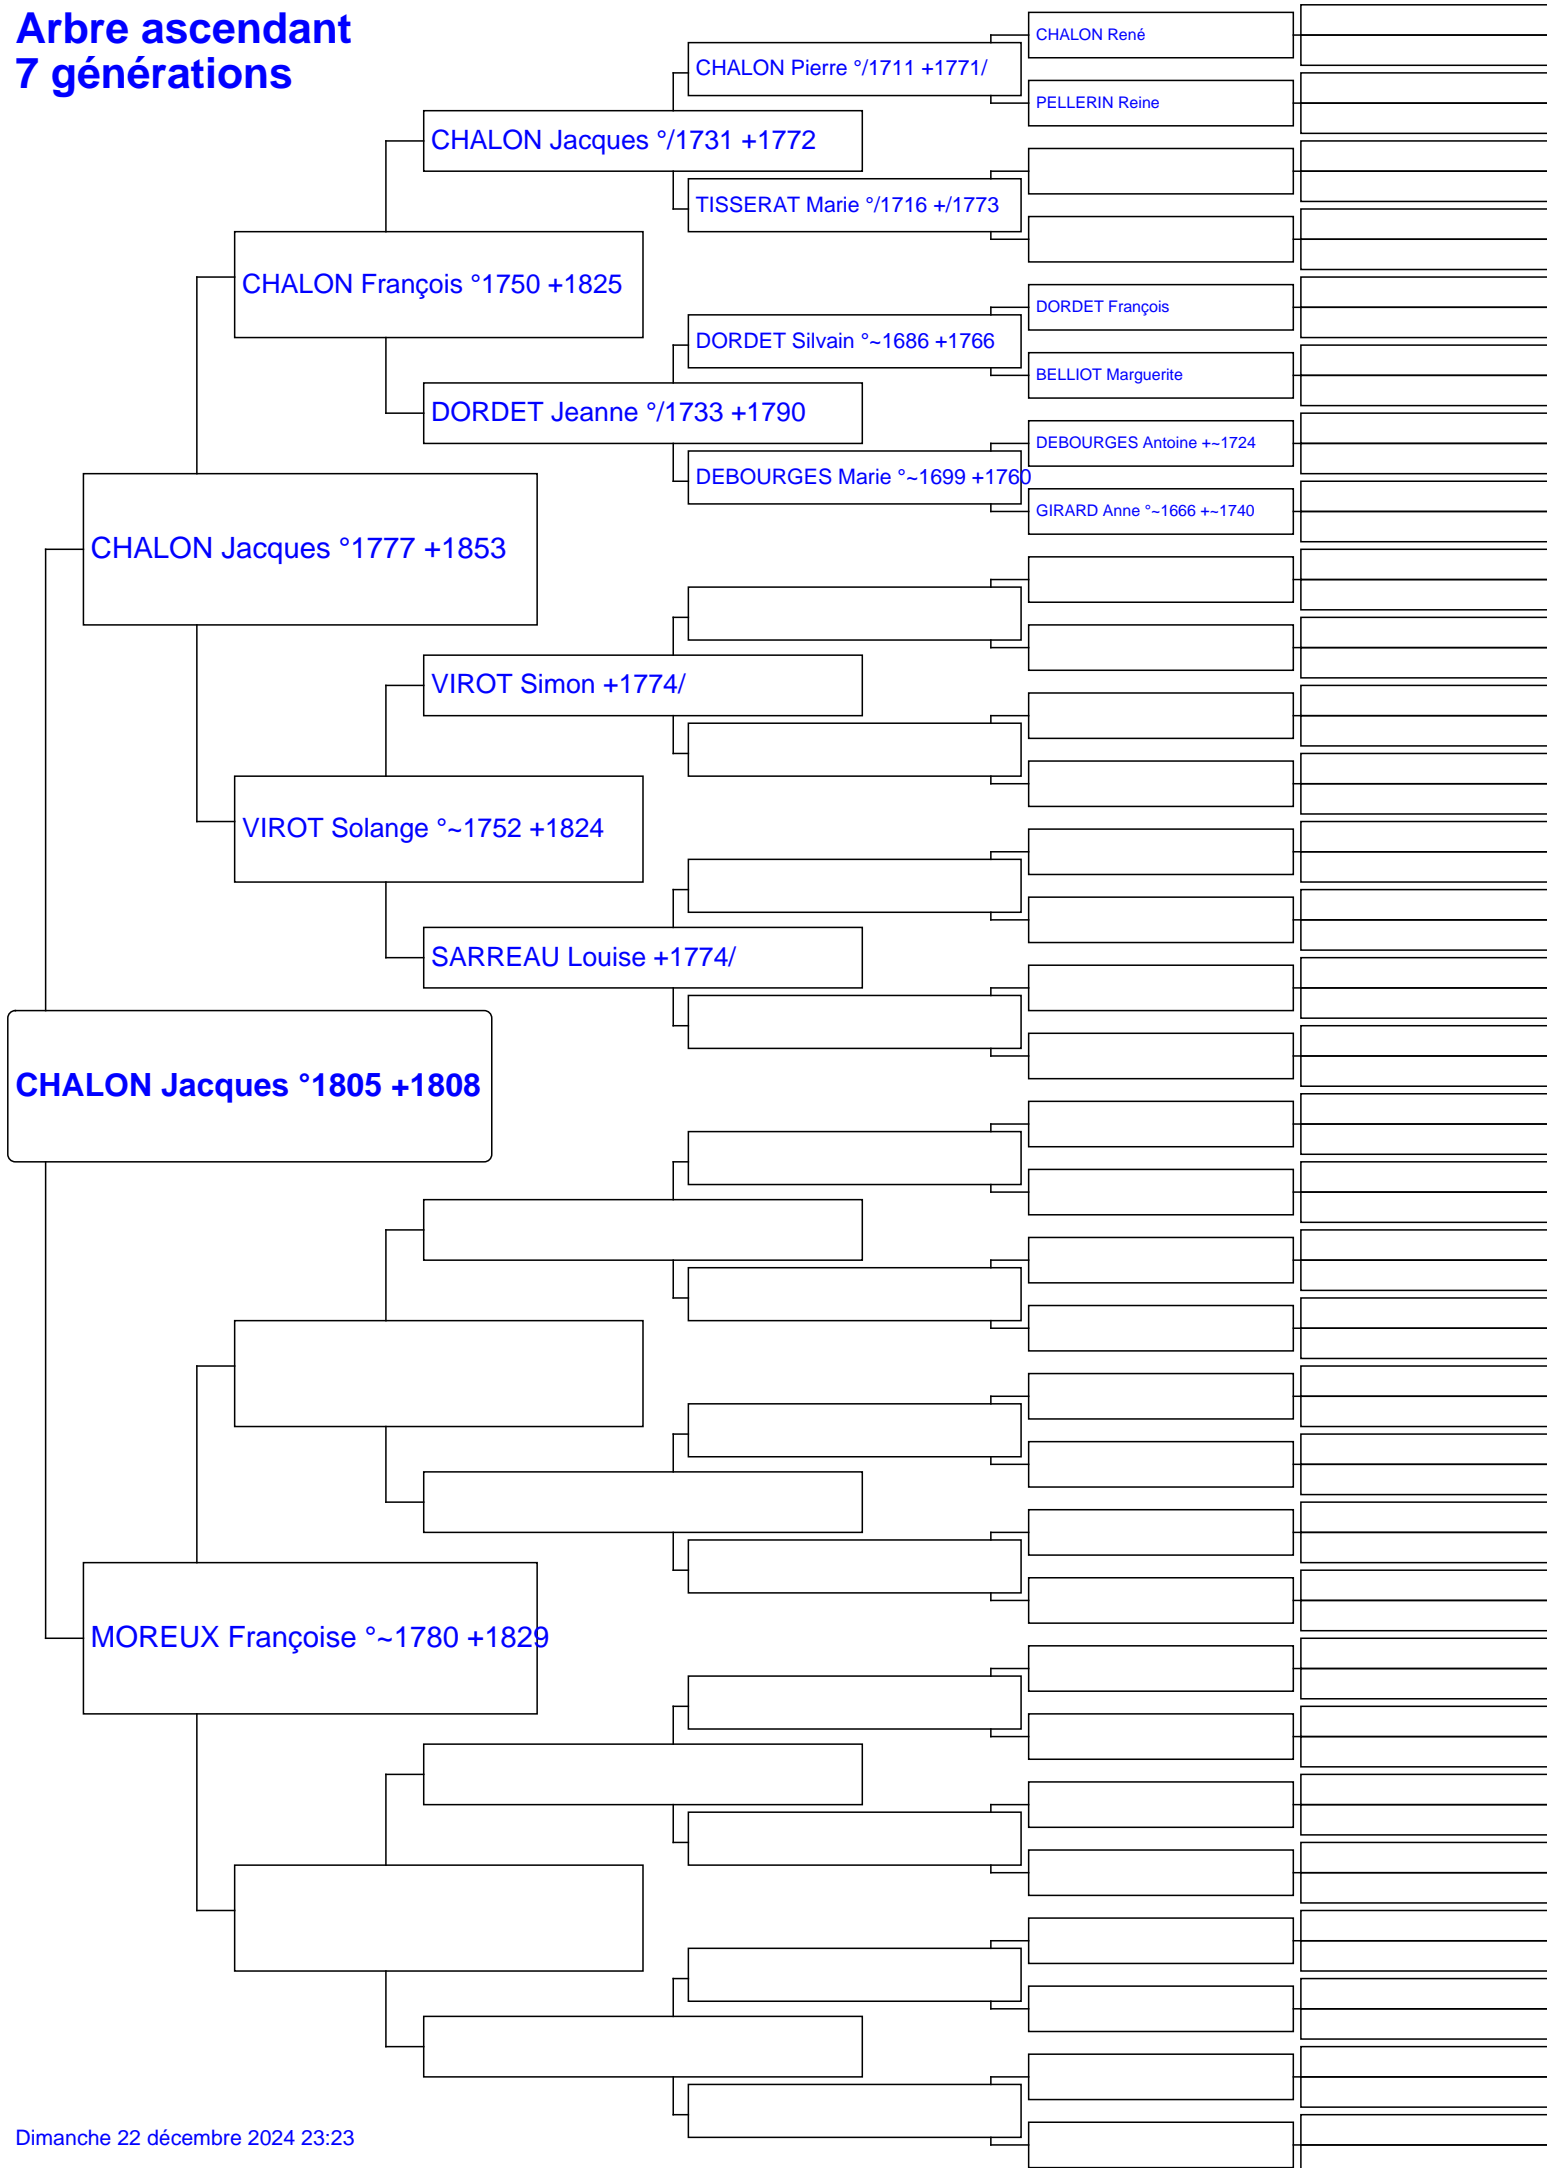 Arbre ascendant
7 générations
CHALON René
CHALON Pierre °/1711 +1771/
PELLERIN Reine
CHALON Jacques °/1731 +1772
TISSERAT Marie °/1716 +/1773
CHALON François °1750 +1825
DORDET François
DORDET Silvain °~1686 +1766
BELLIOT Marguerite
DORDET Jeanne °/1733 +1790
DEBOURGES Antoine +~1724
DEBOURGES Marie °~1699 +1760
GIRARD Anne °~1666 +~1740
CHALON Jacques °1777 +1853
VIROT Simon +1774/
VIROT Solange °~1752 +1824
SARREAU Louise +1774/
CHALON Jacques °1805 +1808
MOREUX Françoise °~1780 +1829
Dimanche 22 décembre 2024 23:23